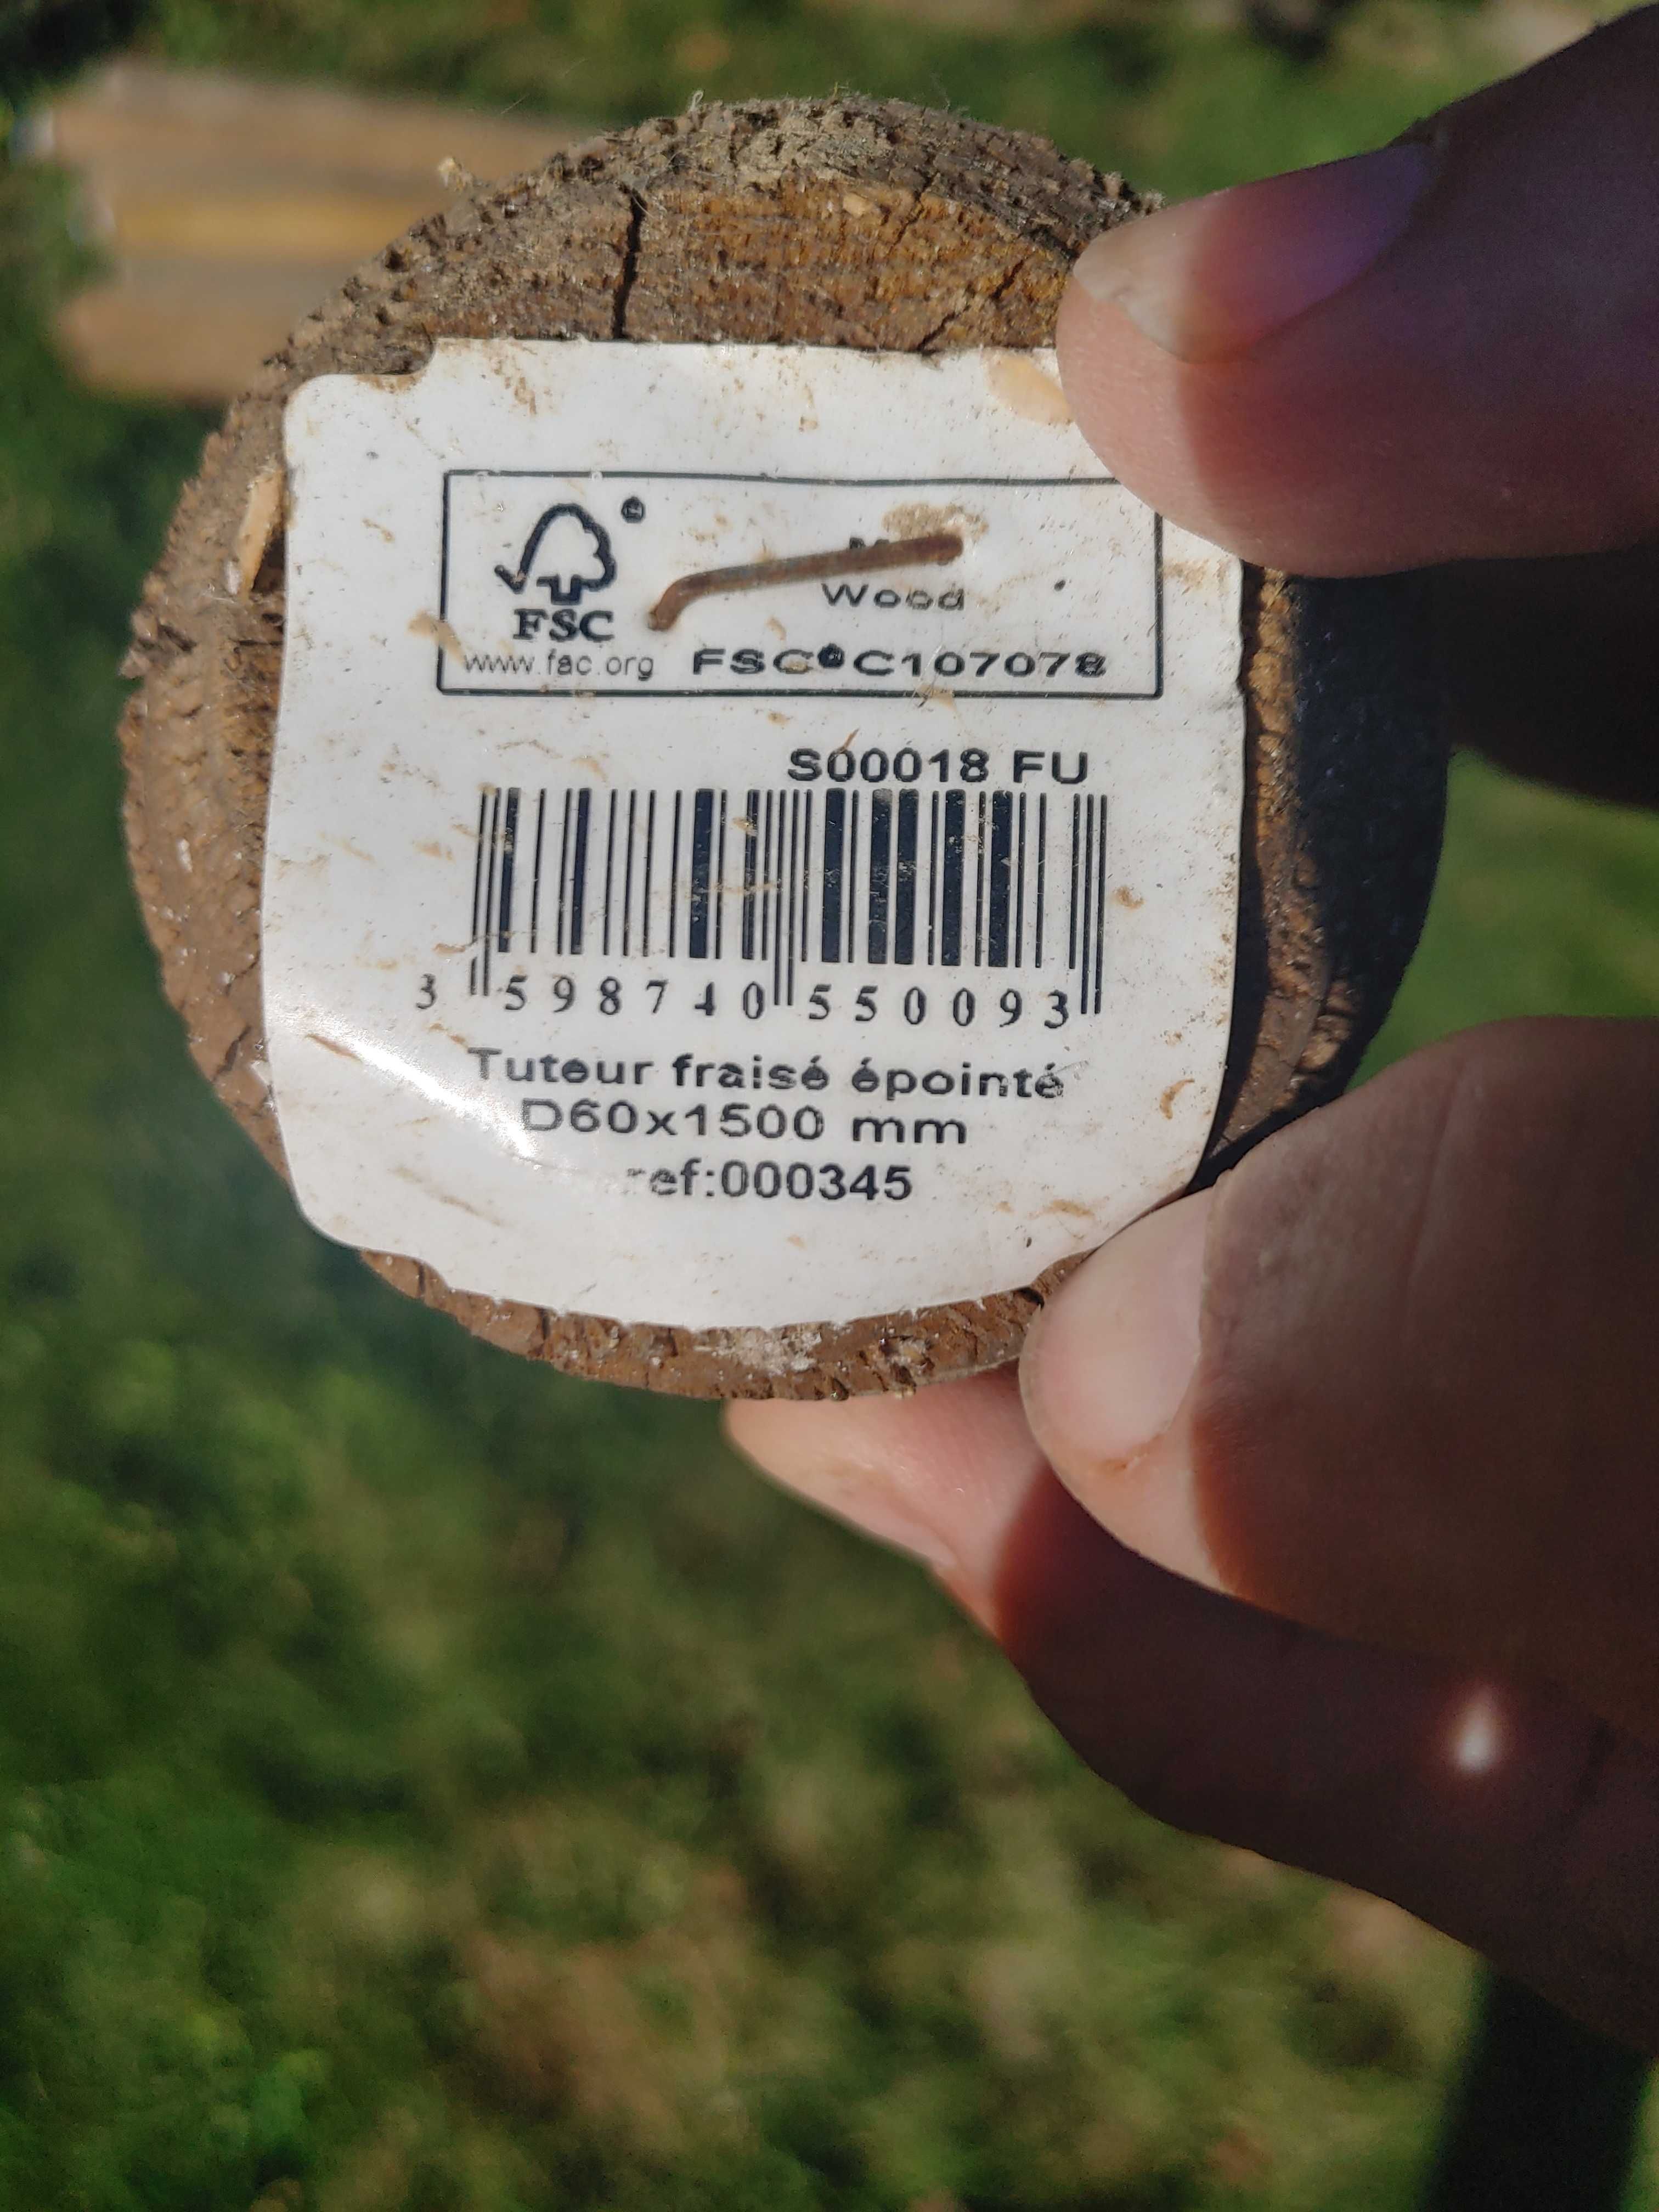 FSC
Wood
www.fsc.org FSC® C107078
S00018 FU
3 598740 550093
Tuteur fraisé épointé
D60x1500 mm
ref:000345